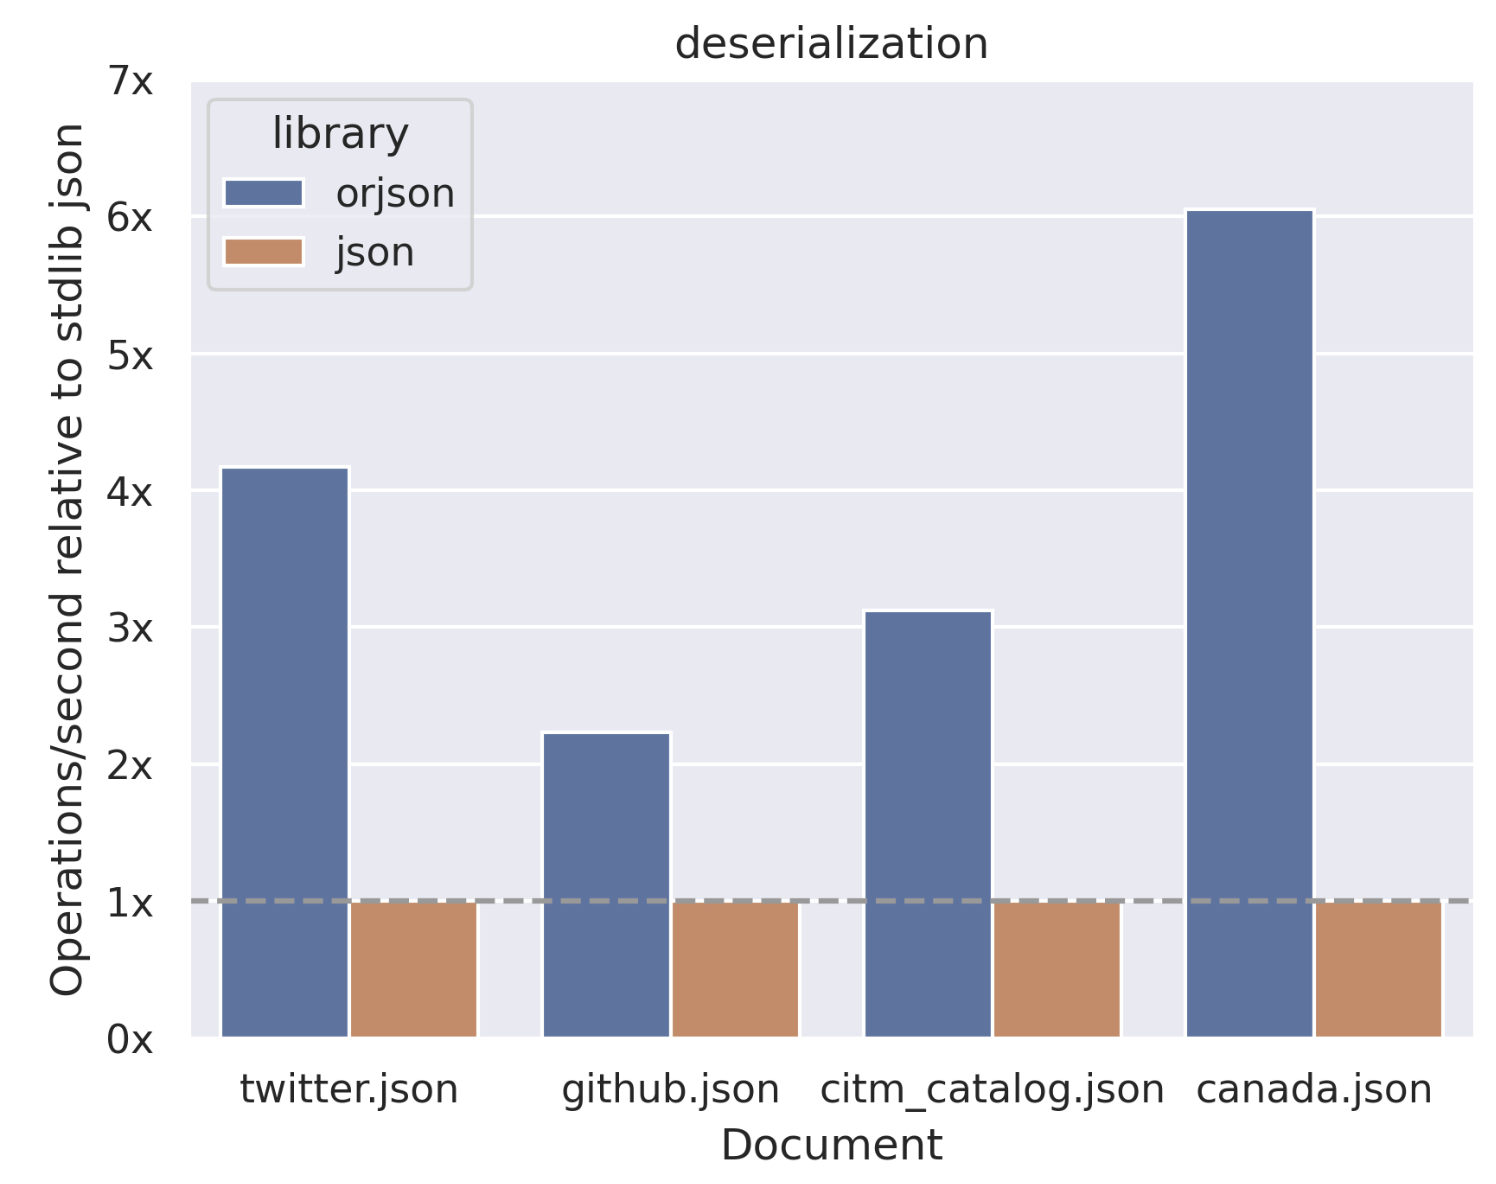 deserialization
7x
6x
5x
4x
3x
2x
1x
0x
Operations/second relative to stdlib json
library
orjson
json
twitter.json
github.json
citm_catalog.json
canada.json
Document